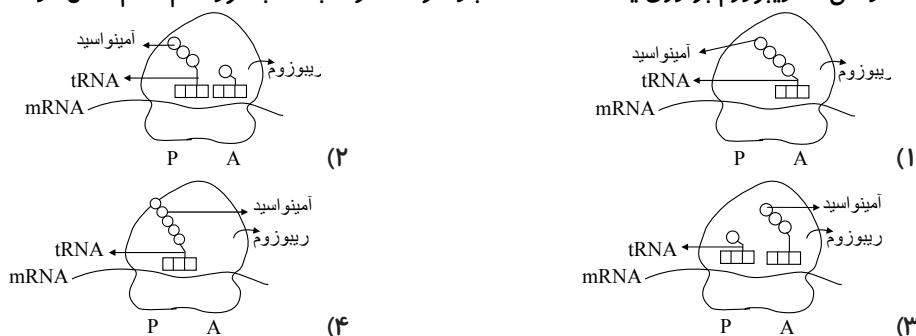 آمینواسید
ریبوزوم
tRNA
mRNA
P A
(۱
آمینواسید
ریبوزوم
tRNA
mRNA
P A
(۲
آمینواسید
ریبوزوم
tRNA
mRNA
P A
(۳
آمینواسید
ریبوزوم
tRNA
mRNA
P A
(۴